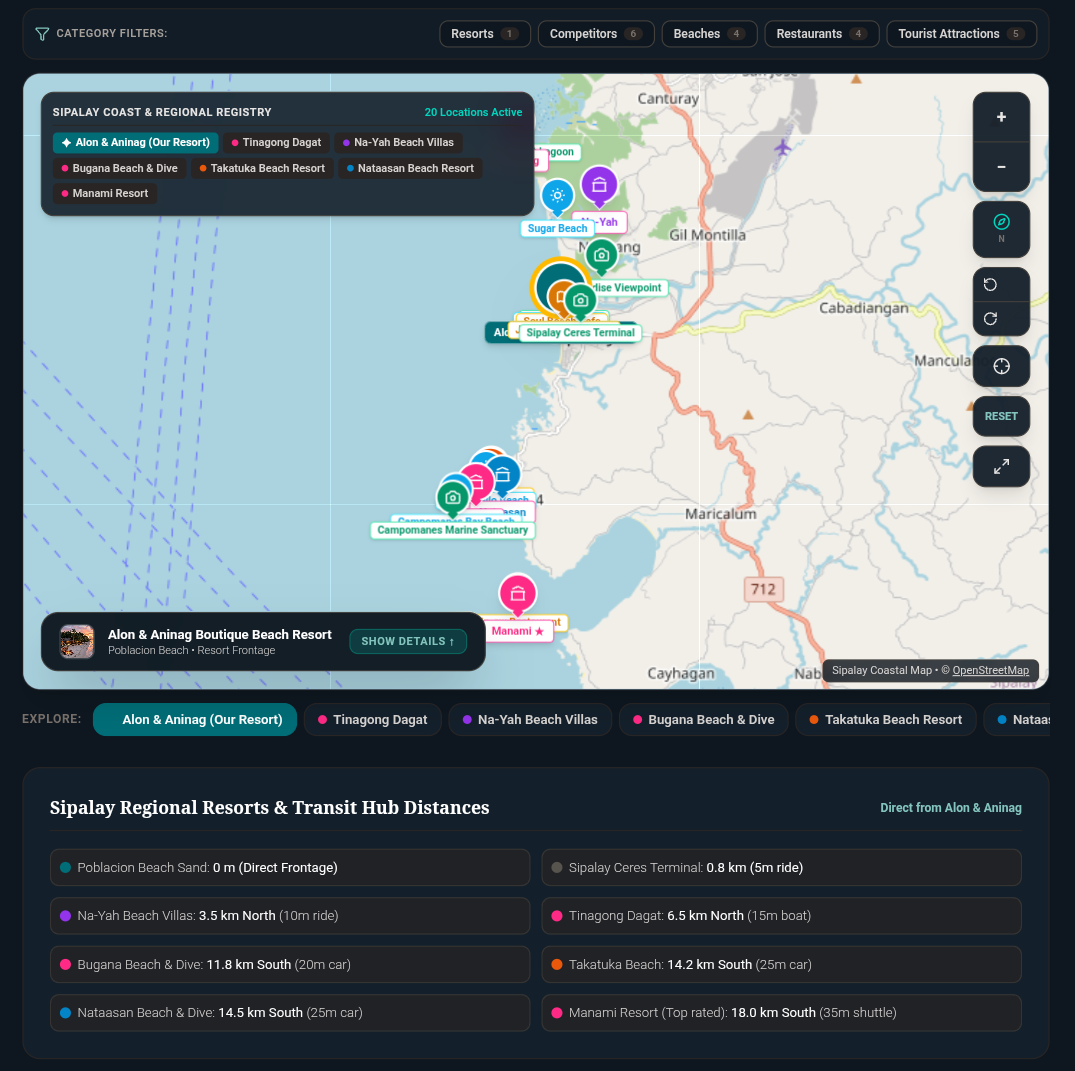 CATEGORY FILTERS:
Resorts 1
Competitors 6
Beaches 4
Restaurants 4
Tourist Attractions 5
SIPALAY COAST & REGIONAL REGISTRY
20 Locations Active
Alon & Aninag (Our Resort)
Tinagong Dagat
Na-Yah Beach Villas
Bugana Beach & Dive
Takatuka Beach Resort
Nataasan Beach Resort
Manami Resort
Canturay
Sugar Beach
Gil Montilla
Viewpoint
Cabadiangan
Sipalay Ceres Terminal
Maricalum
Campomanes Bay Beach
Campomanes Marine Sanctuary
712
Manami ★
Cayhagan
+
−
N
RESET
Alon & Aninag Boutique Beach Resort
Poblacion Beach • Resort Frontage
SHOW DETAILS ↑
Sipalay Coastal Map • © OpenStreetMap
EXPLORE:
Alon & Aninag (Our Resort)
Tinagong Dagat
Na-Yah Beach Villas
Bugana Beach & Dive
Takatuka Beach Resort
Sipalay Regional Resorts & Transit Hub Distances
Direct from Alon & Aninag
Poblacion Beach Sand: 0 m (Direct Frontage)
Sipalay Ceres Terminal: 0.8 km (5m ride)
Na-Yah Beach Villas: 3.5 km North (10m ride)
Tinagong Dagat: 6.5 km North (15m boat)
Bugana Beach & Dive: 11.8 km South (20m car)
Takatuka Beach: 14.2 km South (25m car)
Nataasan Beach & Dive: 14.5 km South (25m car)
Manami Resort (Top rated): 18.0 km South (35m shuttle)